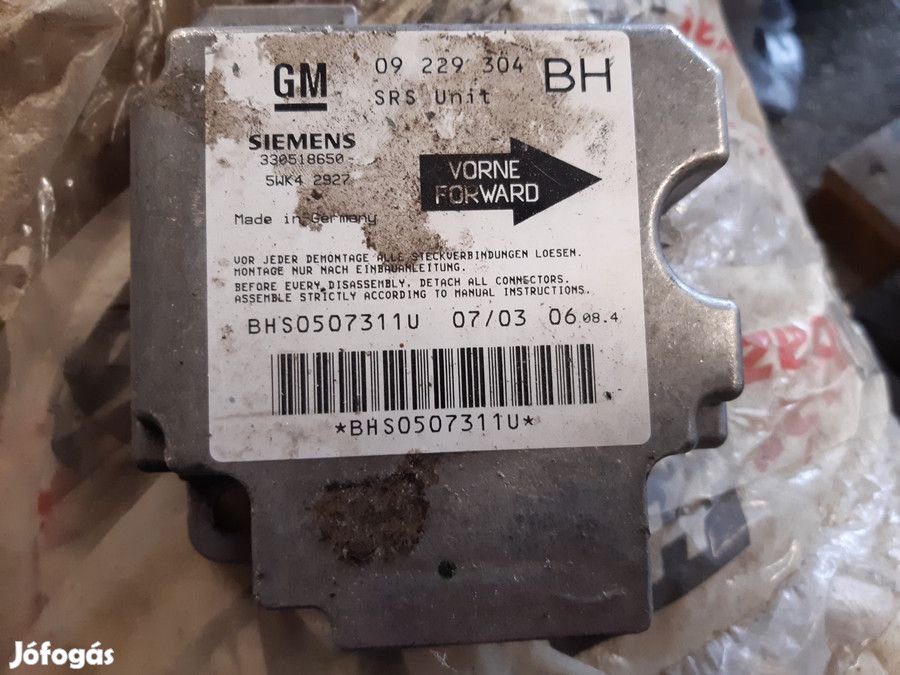 GM
09 229 304 BH
SRS Unit
SIEMENS
330518650-
5WK4 2927
VORNE
FORWARD
Made in Germany
VOR JEDER DEMONTAGE ALLE STECKVERBINDUNGEN LOESEN.
MONTAGE NUR NACH EINBAUANLEITUNG.
BEFORE EVERY DISASSEMBLY, DETACH ALL CONNECTORS.
ASSEMBLE STRICTLY ACCORDING TO MANUAL INSTRUCTIONS.
BHS0507311U 07/03 06 08.4
*BHS0507311U*
Jófogás